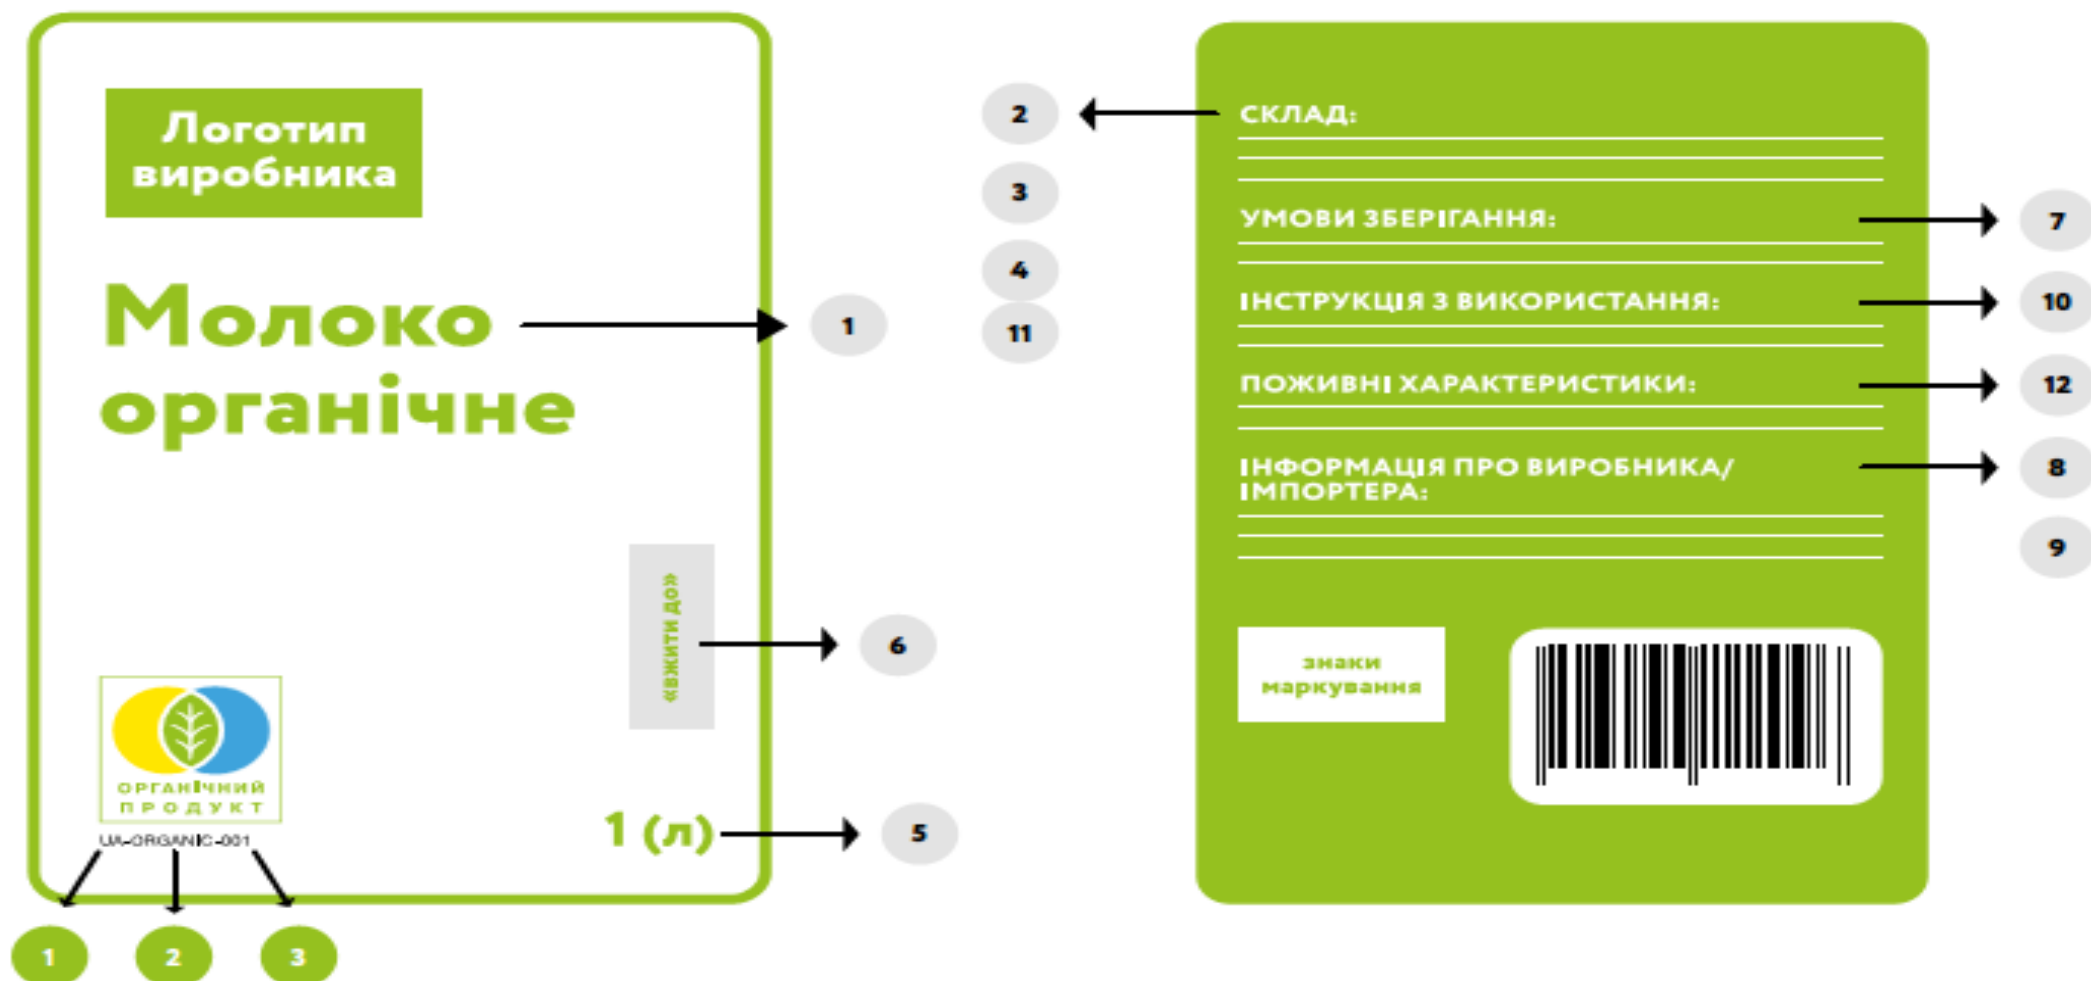 Логотип
виробника
Молоко
органічне
1
«вжити до»
6
ОРГАНІЧНИЙ
ПРОДУКТ
UA-ORGANIC-001
1 (л)
5
1
2
3
2
3
4
11
СКЛАД:
УМОВИ ЗБЕРІГАННЯ:
7
ІНСТРУКЦІЯ З ВИКОРИСТАННЯ:
10
ПОЖИВНІ ХАРАКТЕРИСТИКИ:
12
ІНФОРМАЦІЯ ПРО ВИРОБНИКА/
ІМПОРТЕРА:
8
9
знаки
маркування